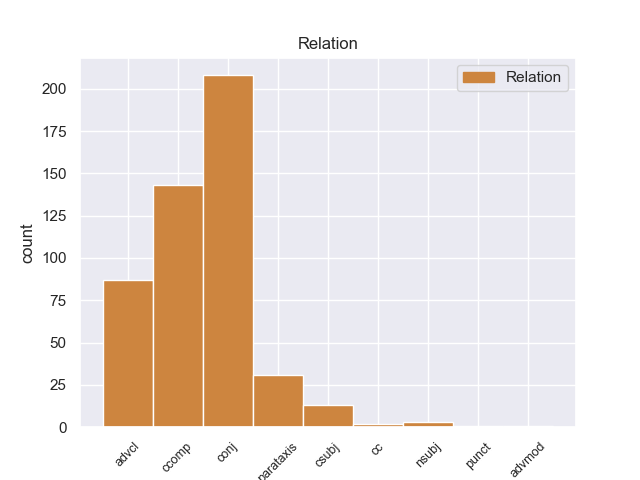 Relation
Relation
200
175
150
125
100
75
50
25
0
count
advcl
ccomp
conj
parataxis
csubj
cc
nsubj
punct
advmod